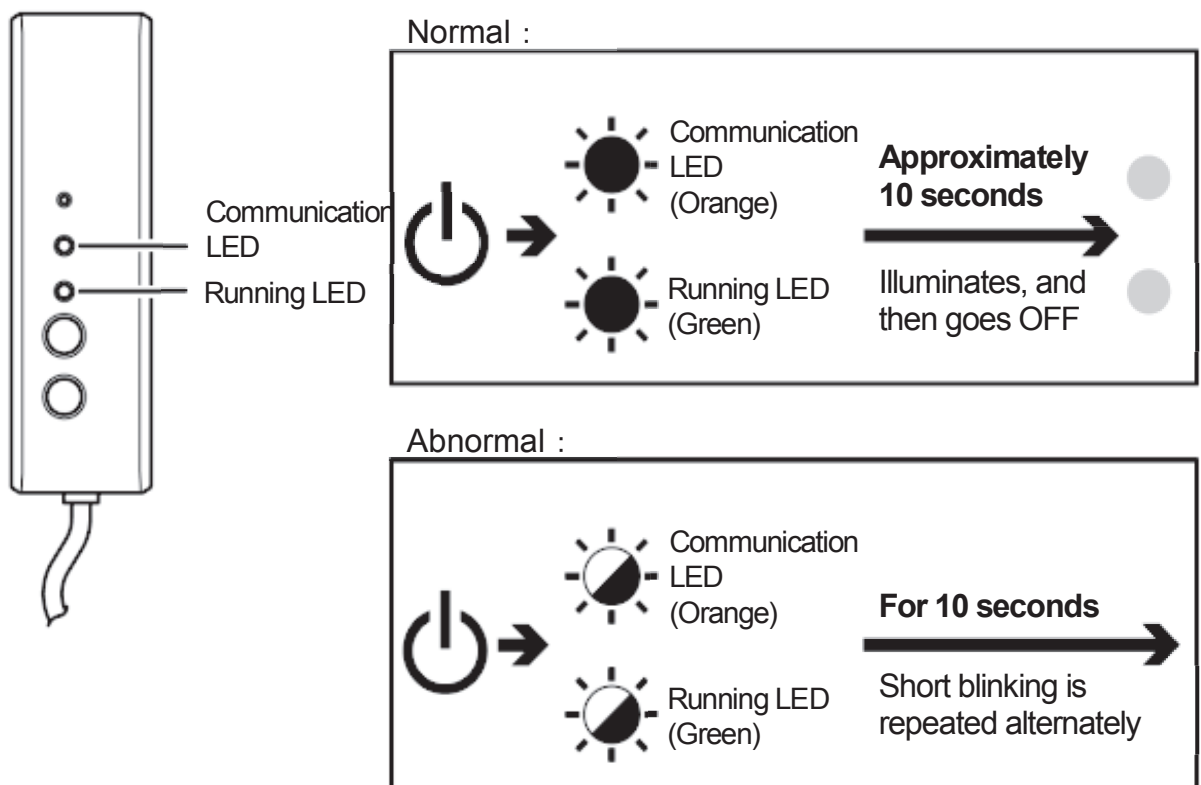 Normal :
Communication
LED
Running LED
Communication
LED
(Orange)
Running LED
(Green)
Approximately
10 seconds
Illuminates, and
then goes OFF
Abnormal :
Communication
LED
(Orange)
Running LED
(Green)
For 10 seconds
Short blinking is
repeated alternately